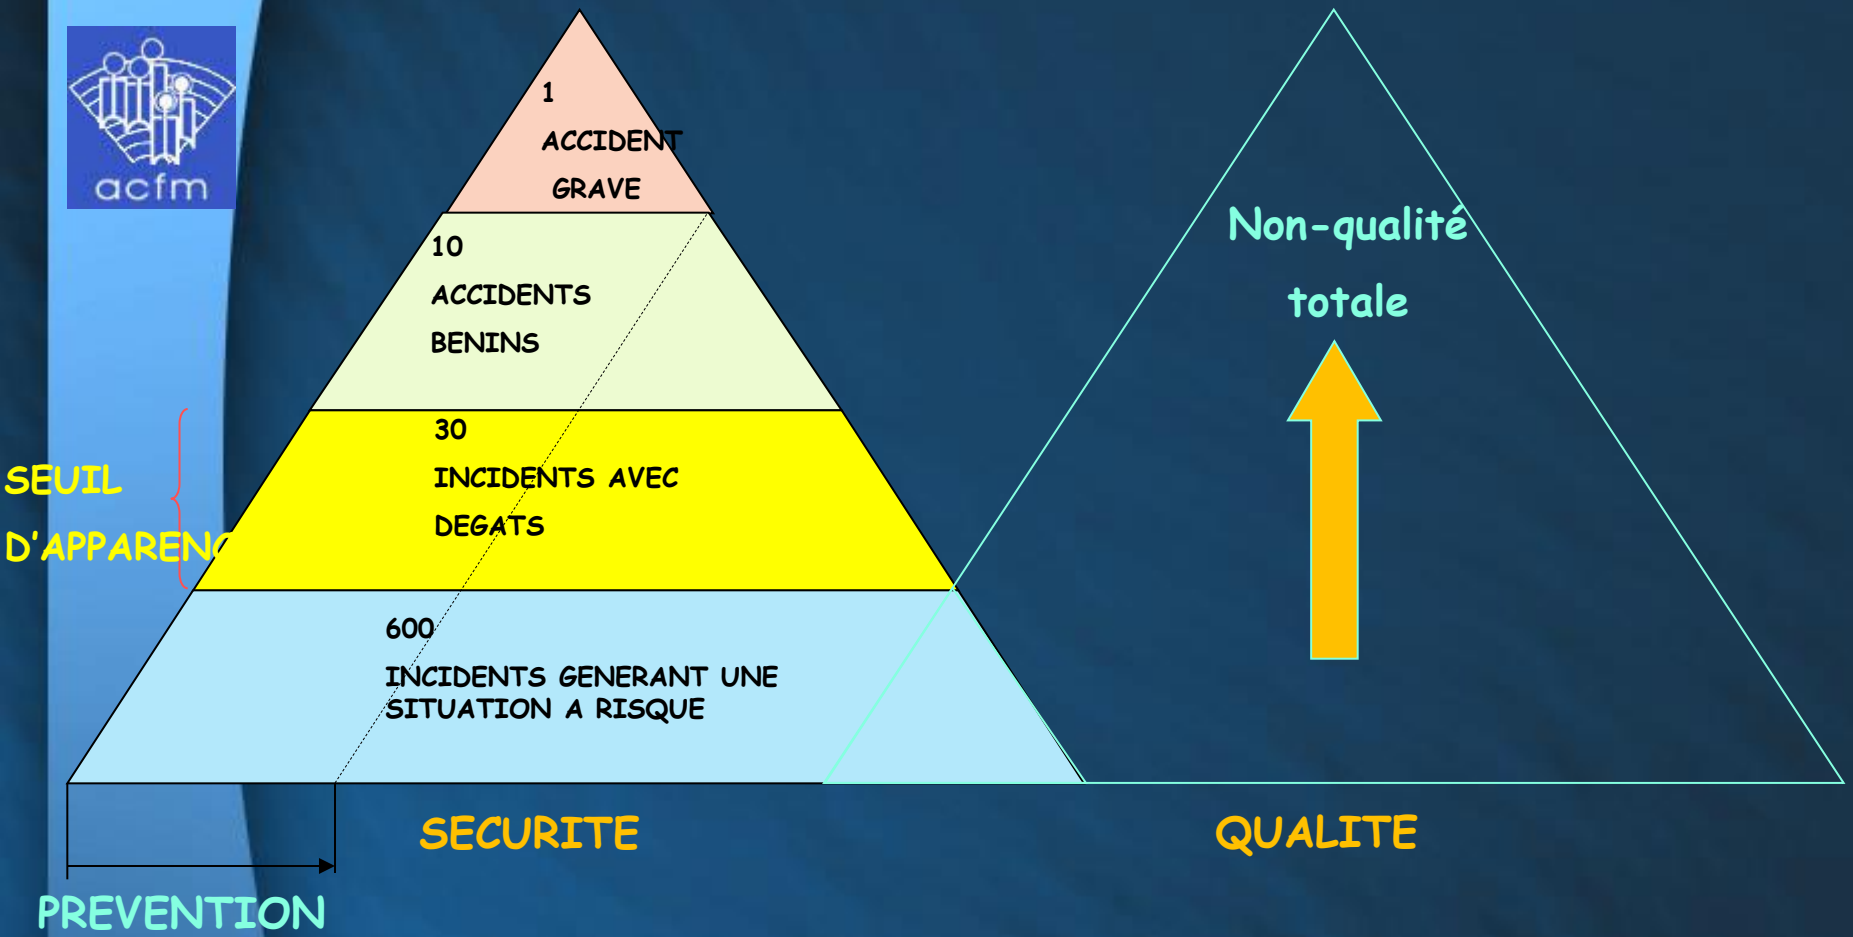 acfm
1
ACCIDENT
GRAVE
10
ACCIDENTS
BENINS
30
INCIDENTS AVEC
DEGATS
600
INCIDENTS GENERANT UNE
SITUATION A RISQUE
SEUIL
D'APPARENC
SECURITE
PREVENTION
Non-qualité
totale
QUALITE